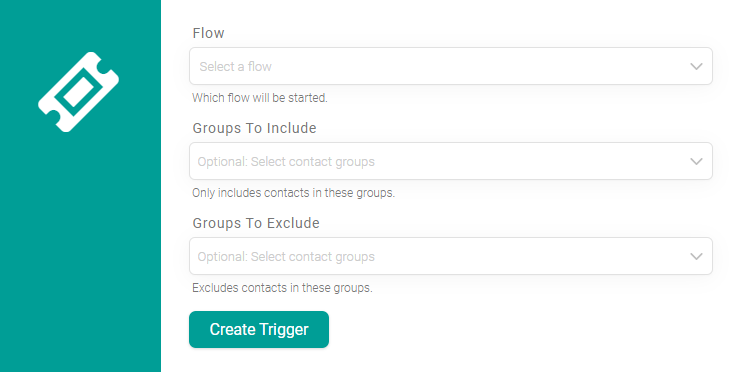 Flow
Select a flow
Which flow will be started.
Groups To Include
Optional: Select contact groups
Only includes contacts in these groups.
Groups To Exclude
Optional: Select contact groups
Excludes contacts in these groups.
Create Trigger